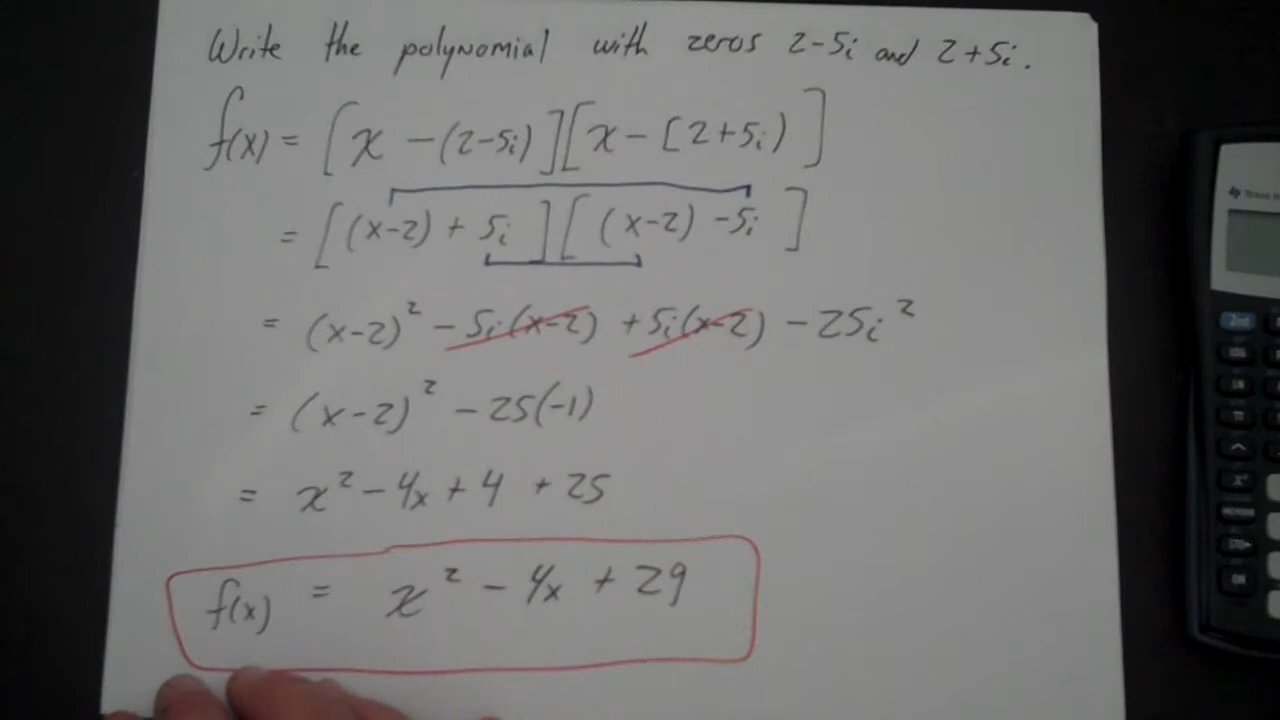 Write the polynomial with zeros 2-5i and 2+5i.
f(x) = [x - (2-5i)][x - [2+5i)]
= [(x-2) + 5i][(x-2) - 5i]
= (x-2)² - 5i(x-2) + 5i(x-2) - 25i²
= (x-2)² - 25(-1)
= x² - 4x + 4 + 25
f(x) = x² - 4x + 29
2nd